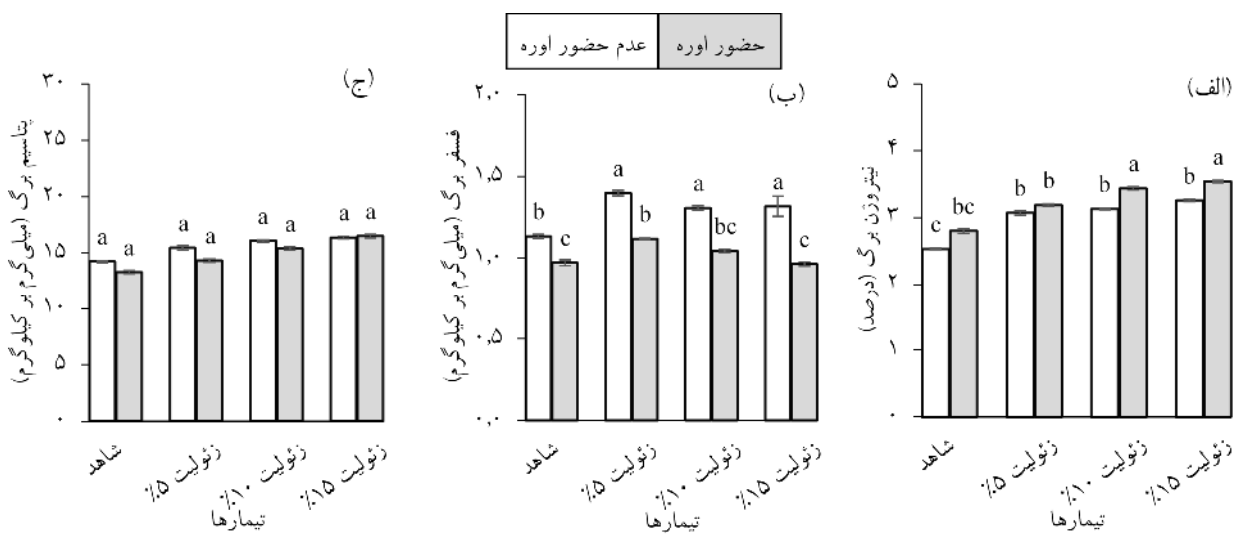 حضور اوره
عدم حضور اوره
(الف)
نیتروژن برگ (درصد)
۵
۴
۳
۲
۱
۰
c
bc
b
b
b
a
b
a
شاهد
زئولیت ۵٪
زئولیت ۱۰٪
زئولیت ۱۵٪
تیمارها
(ب)
فسفر برگ (میلی‌گرم بر کیلوگرم)
۲٫۰
۱٫۵
۱٫۰
۰٫۵
۰٫۰
b
c
a
b
a
bc
a
c
شاهد
زئولیت ۵٪
زئولیت ۱۰٪
زئولیت ۱۵٪
تیمارها
(ج)
پتاسیم برگ (میلی‌گرم بر کیلوگرم)
۳۰
۲۵
۲۰
۱۵
۱۰
۵
۰
a
a
a
a
a
a
a
a
شاهد
زئولیت ۵٪
زئولیت ۱۰٪
زئولیت ۱۵٪
تیمارها